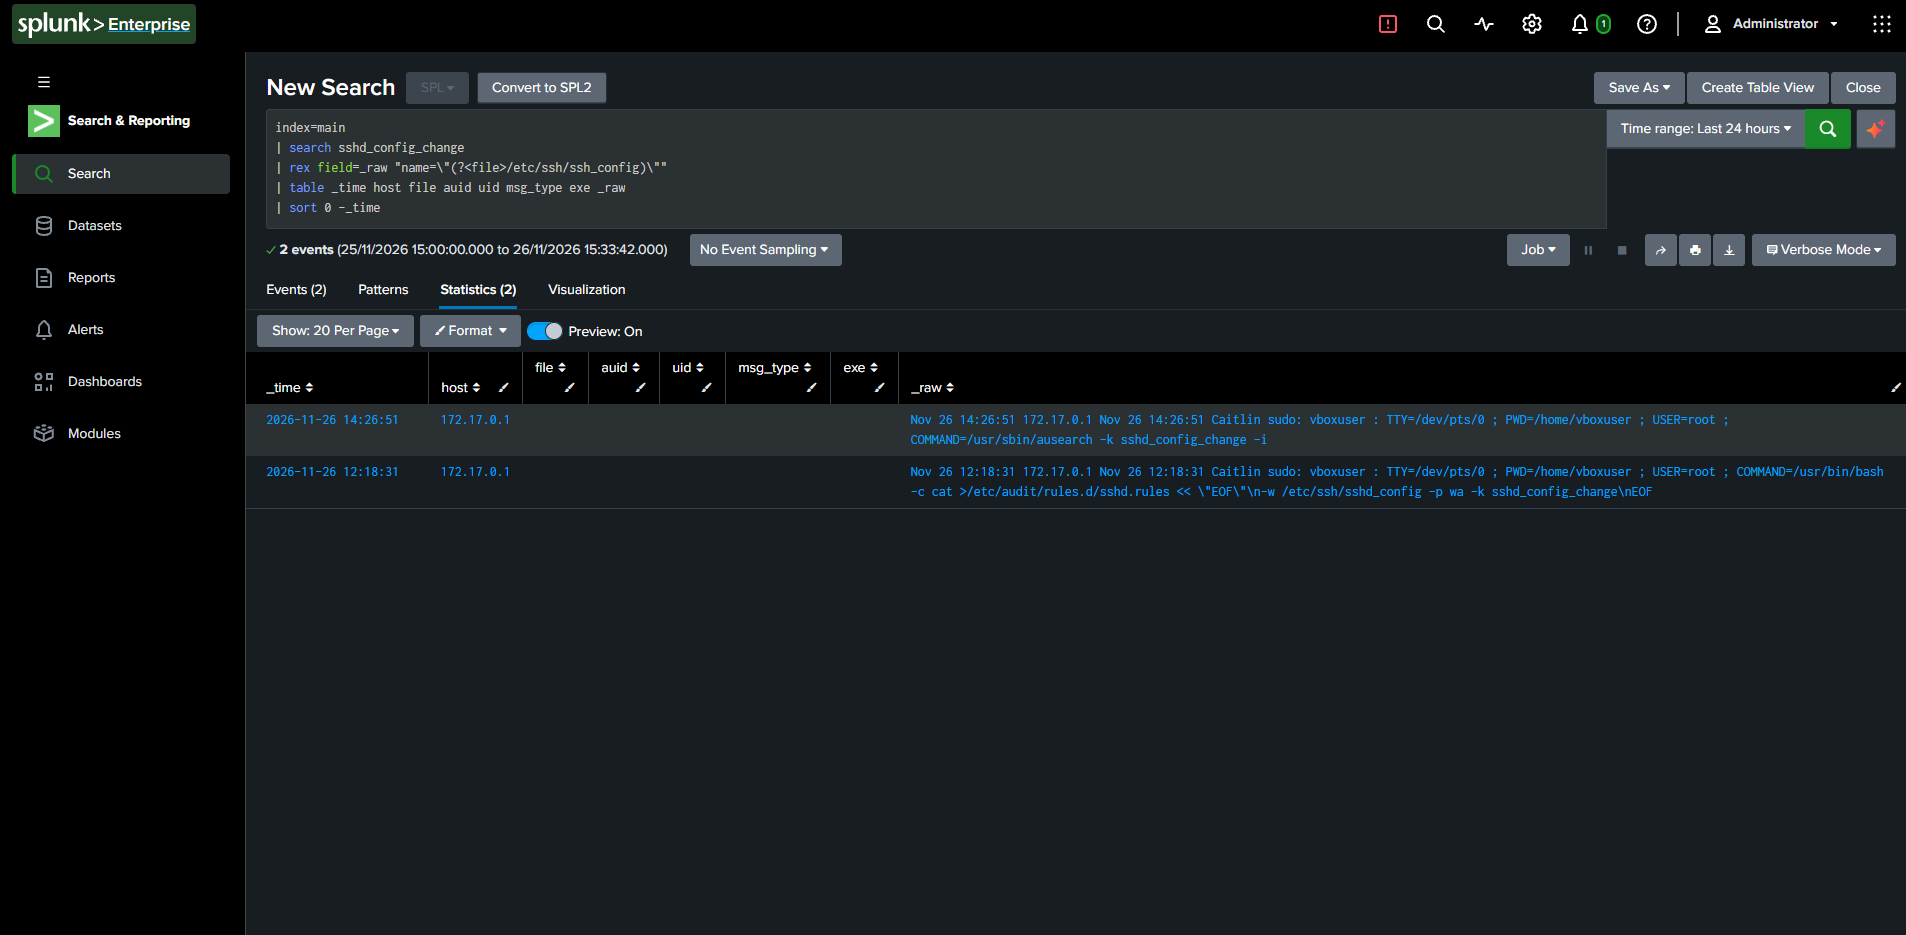 splunk>Enterprise
1
Administrator
Search & Reporting
Search
Datasets
Reports
Alerts
Dashboards
Modules
New Search
SPL
Convert to SPL2
Save As
Create Table View
Close
index=main
| search sshd_config_change
| rex field=_raw "name=\"(?<file>/etc/ssh/ssh_config)\""
| table _time host file auid uid msg_type exe _raw
| sort 0 -_time
Time range: Last 24 hours
2 events (25/11/2026 15:00:00.000 to 26/11/2026 15:33:42.000)
No Event Sampling
Job
Verbose Mode
Events (2)
Patterns
Statistics (2)
Visualization
Show: 20 Per Page
Format
Preview: On
_time
host
file
auid
uid
msg_type
exe
_raw
2026-11-26 14:26:51
172.17.0.1
Nov 26 14:26:51 172.17.0.1 Nov 26 14:26:51 Caitlin sudo: vboxuser : TTY=/dev/pts/0 ; PWD=/home/vboxuser ; USER=root ;
COMMAND=/usr/sbin/ausearch -k sshd_config_change -i
2026-11-26 12:18:31
172.17.0.1
Nov 26 12:18:31 172.17.0.1 Nov 26 12:18:31 Caitlin sudo: vboxuser : TTY=/dev/pts/0 ; PWD=/home/vboxuser ; USER=root ; COMMAND=/usr/bin/bash
-c cat >/etc/audit/rules.d/sshd.rules << \"EOF\"\n-w /etc/ssh/sshd_config -p wa -k sshd_config_change\nEOF